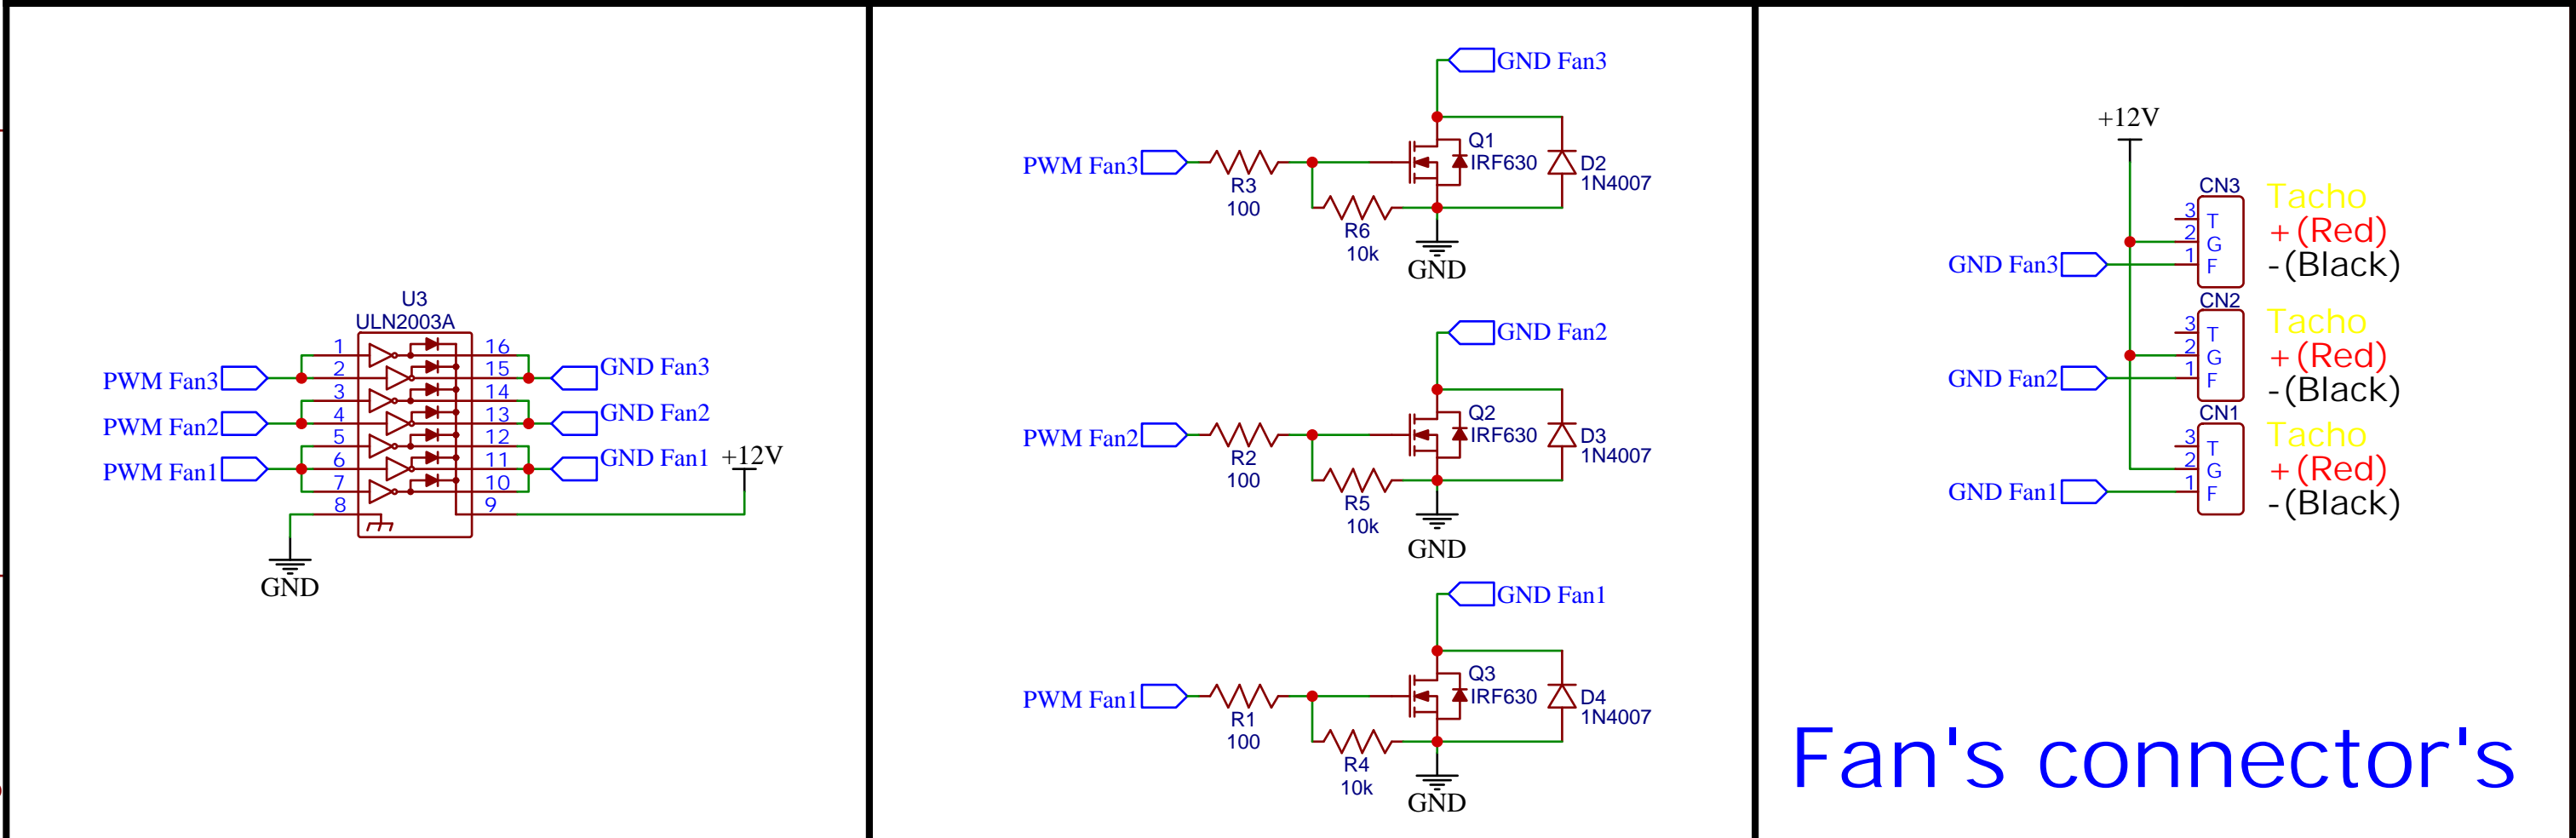 U3
ULN2003A
PWM Fan3
PWM Fan2
PWM Fan1
1
2
3
4
5
6
7
8
16
15
14
13
12
11
10
9
GND Fan3
GND Fan2
GND Fan1
+12V
GND
GND Fan3
Q1
IRF630
D2
1N4007
PWM Fan3
R3
100
R6
10k
GND
GND Fan2
Q2
IRF630
D3
1N4007
PWM Fan2
R2
100
R5
10k
GND
GND Fan1
Q3
IRF630
D4
1N4007
PWM Fan1
R1
100
R4
10k
GND
+12V
CN3
3 T
2 G
1 F
Tacho
+(Red)
-(Black)
GND Fan3
CN2
3 T
2 G
1 F
Tacho
+(Red)
-(Black)
GND Fan2
CN1
3 T
2 G
1 F
Tacho
+(Red)
-(Black)
GND Fan1
Fan's connector's